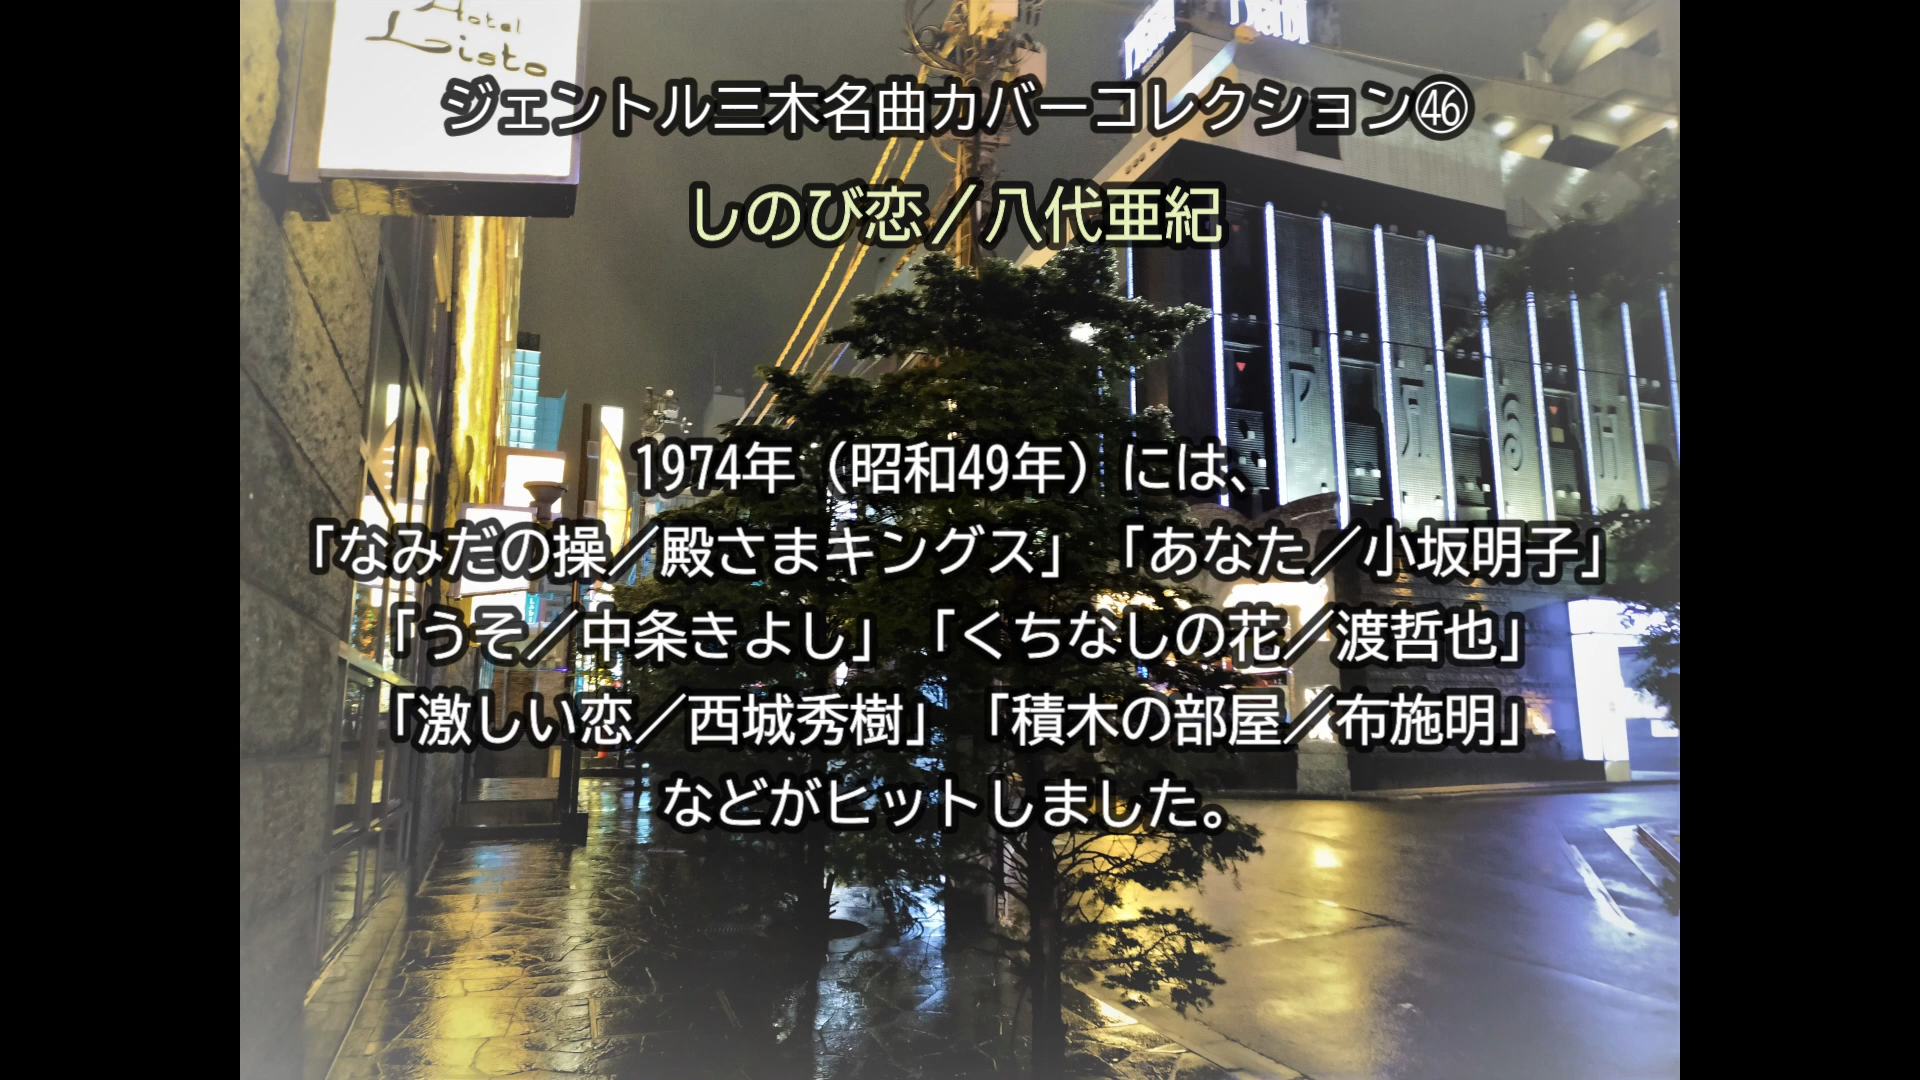 Hotel
Listo
ジェントル三木名曲カバーコレクション㊻
しのび恋／八代亜紀
1974年（昭和49年）には、
「なみだの操／殿さまキングス」「あなた／小坂明子」
「うそ／中条きよし」「くちなしの花／渡哲也」
「激しい恋／西城秀樹」「積木の部屋／布施明」
などがヒットしました。